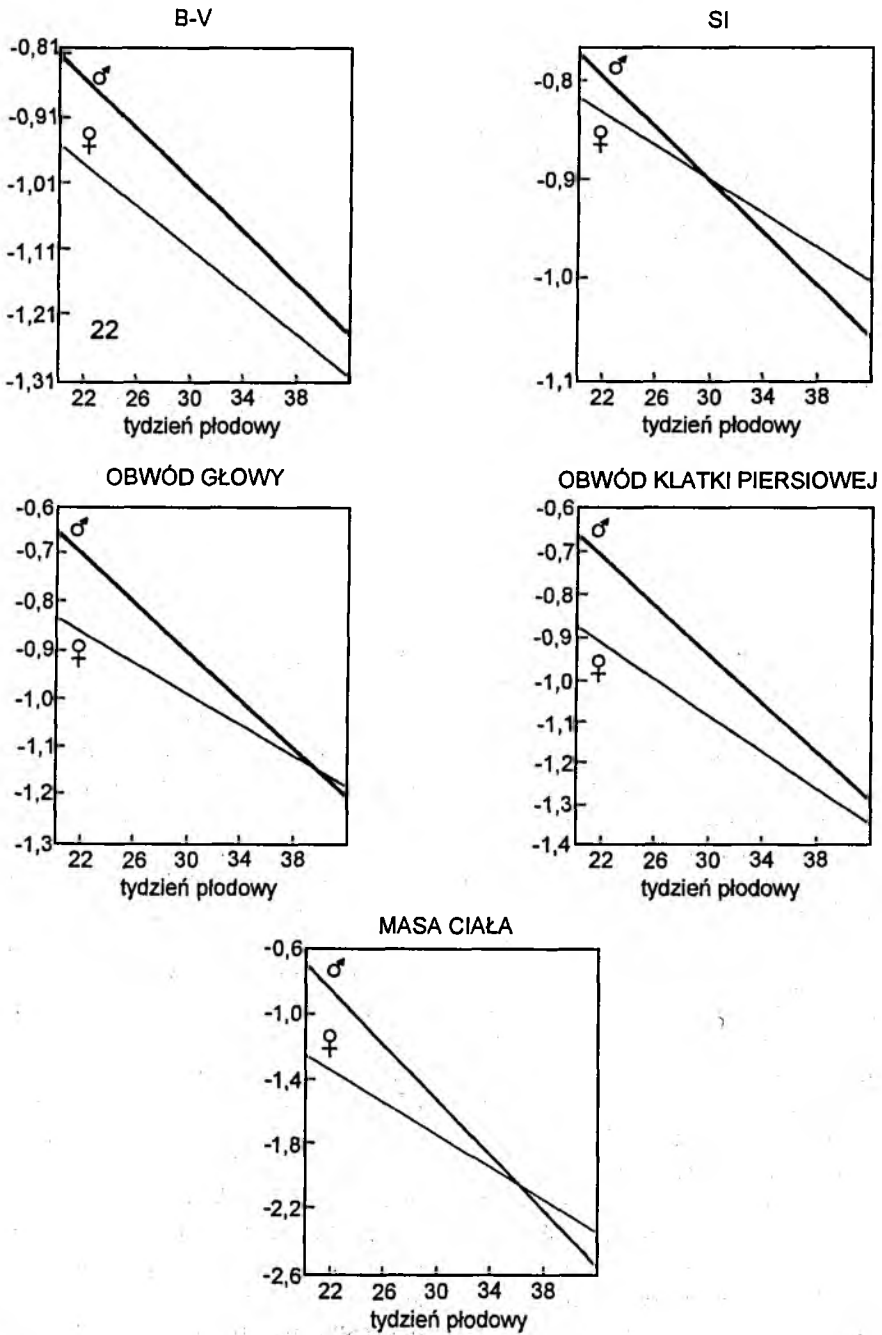 B-V
-0,81
♂
-0,91
♀
-1,01
-1,11
-1,21
22
-1,31
22 26 30 34 38
tydzień płodowy
SI
♂
-0,8
♀
-0,9
-1,0
-1,1
22 26 30 34 38
tydzień płodowy
OBWÓD GŁOWY
-0,6
♂
-0,7
-0,8
♀
-0,9
-1,0
-1,1
-1,2
-1,3
22 26 30 34 38
tydzień płodowy
OBWÓD KLATKI PIERSIOWEJ
-0,6
♂
-0,7
-0,8
-0,9
♀
-1,0
-1,1
-1,2
-1,3
-1,4
22 26 30 34 38
tydzień płodowy
MASA CIAŁA
-0,6
♂
-1,0
♀
-1,4
-1,8
-2,2
-2,6
22 26 30 34 38
tydzień płodowy